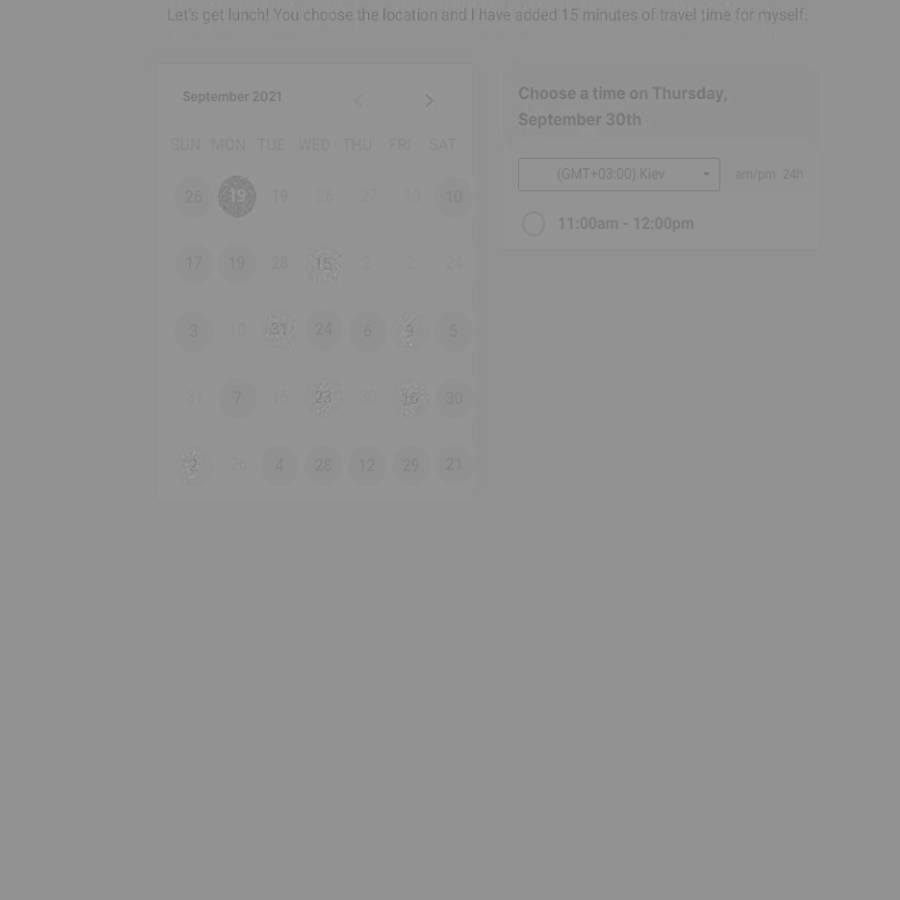 Let's get lunch! You choose the location and I have added 15 minutes of travel time for myself.
September 2021
SUN MON TUE WED THU FRI SAT
26 19 19 26 27 13 10
17 19 28 15 2 2 24
3 10 31 24 6 9 5
31 7 15 23 30 16 30
2 26 4 28 12 29 21
Choose a time on Thursday,
September 30th
(GMT+03:00) Kiev am/pm 24h
11:00am - 12:00pm